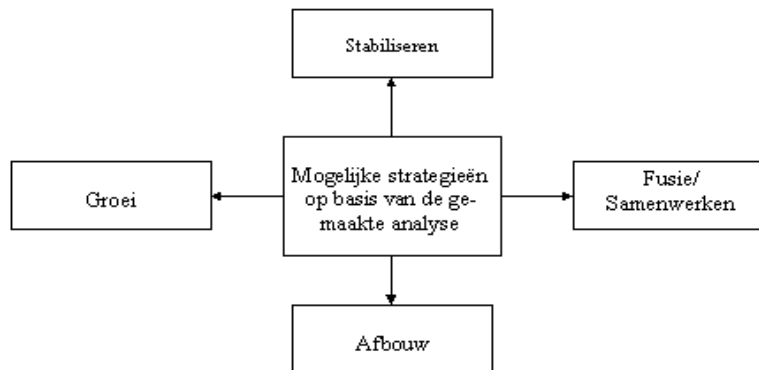 Stabiliseren
Groei
Mogelijke strategieën
op basis van de ge-
maakte analyse
Fusie/
Samenwerken
Afbouw